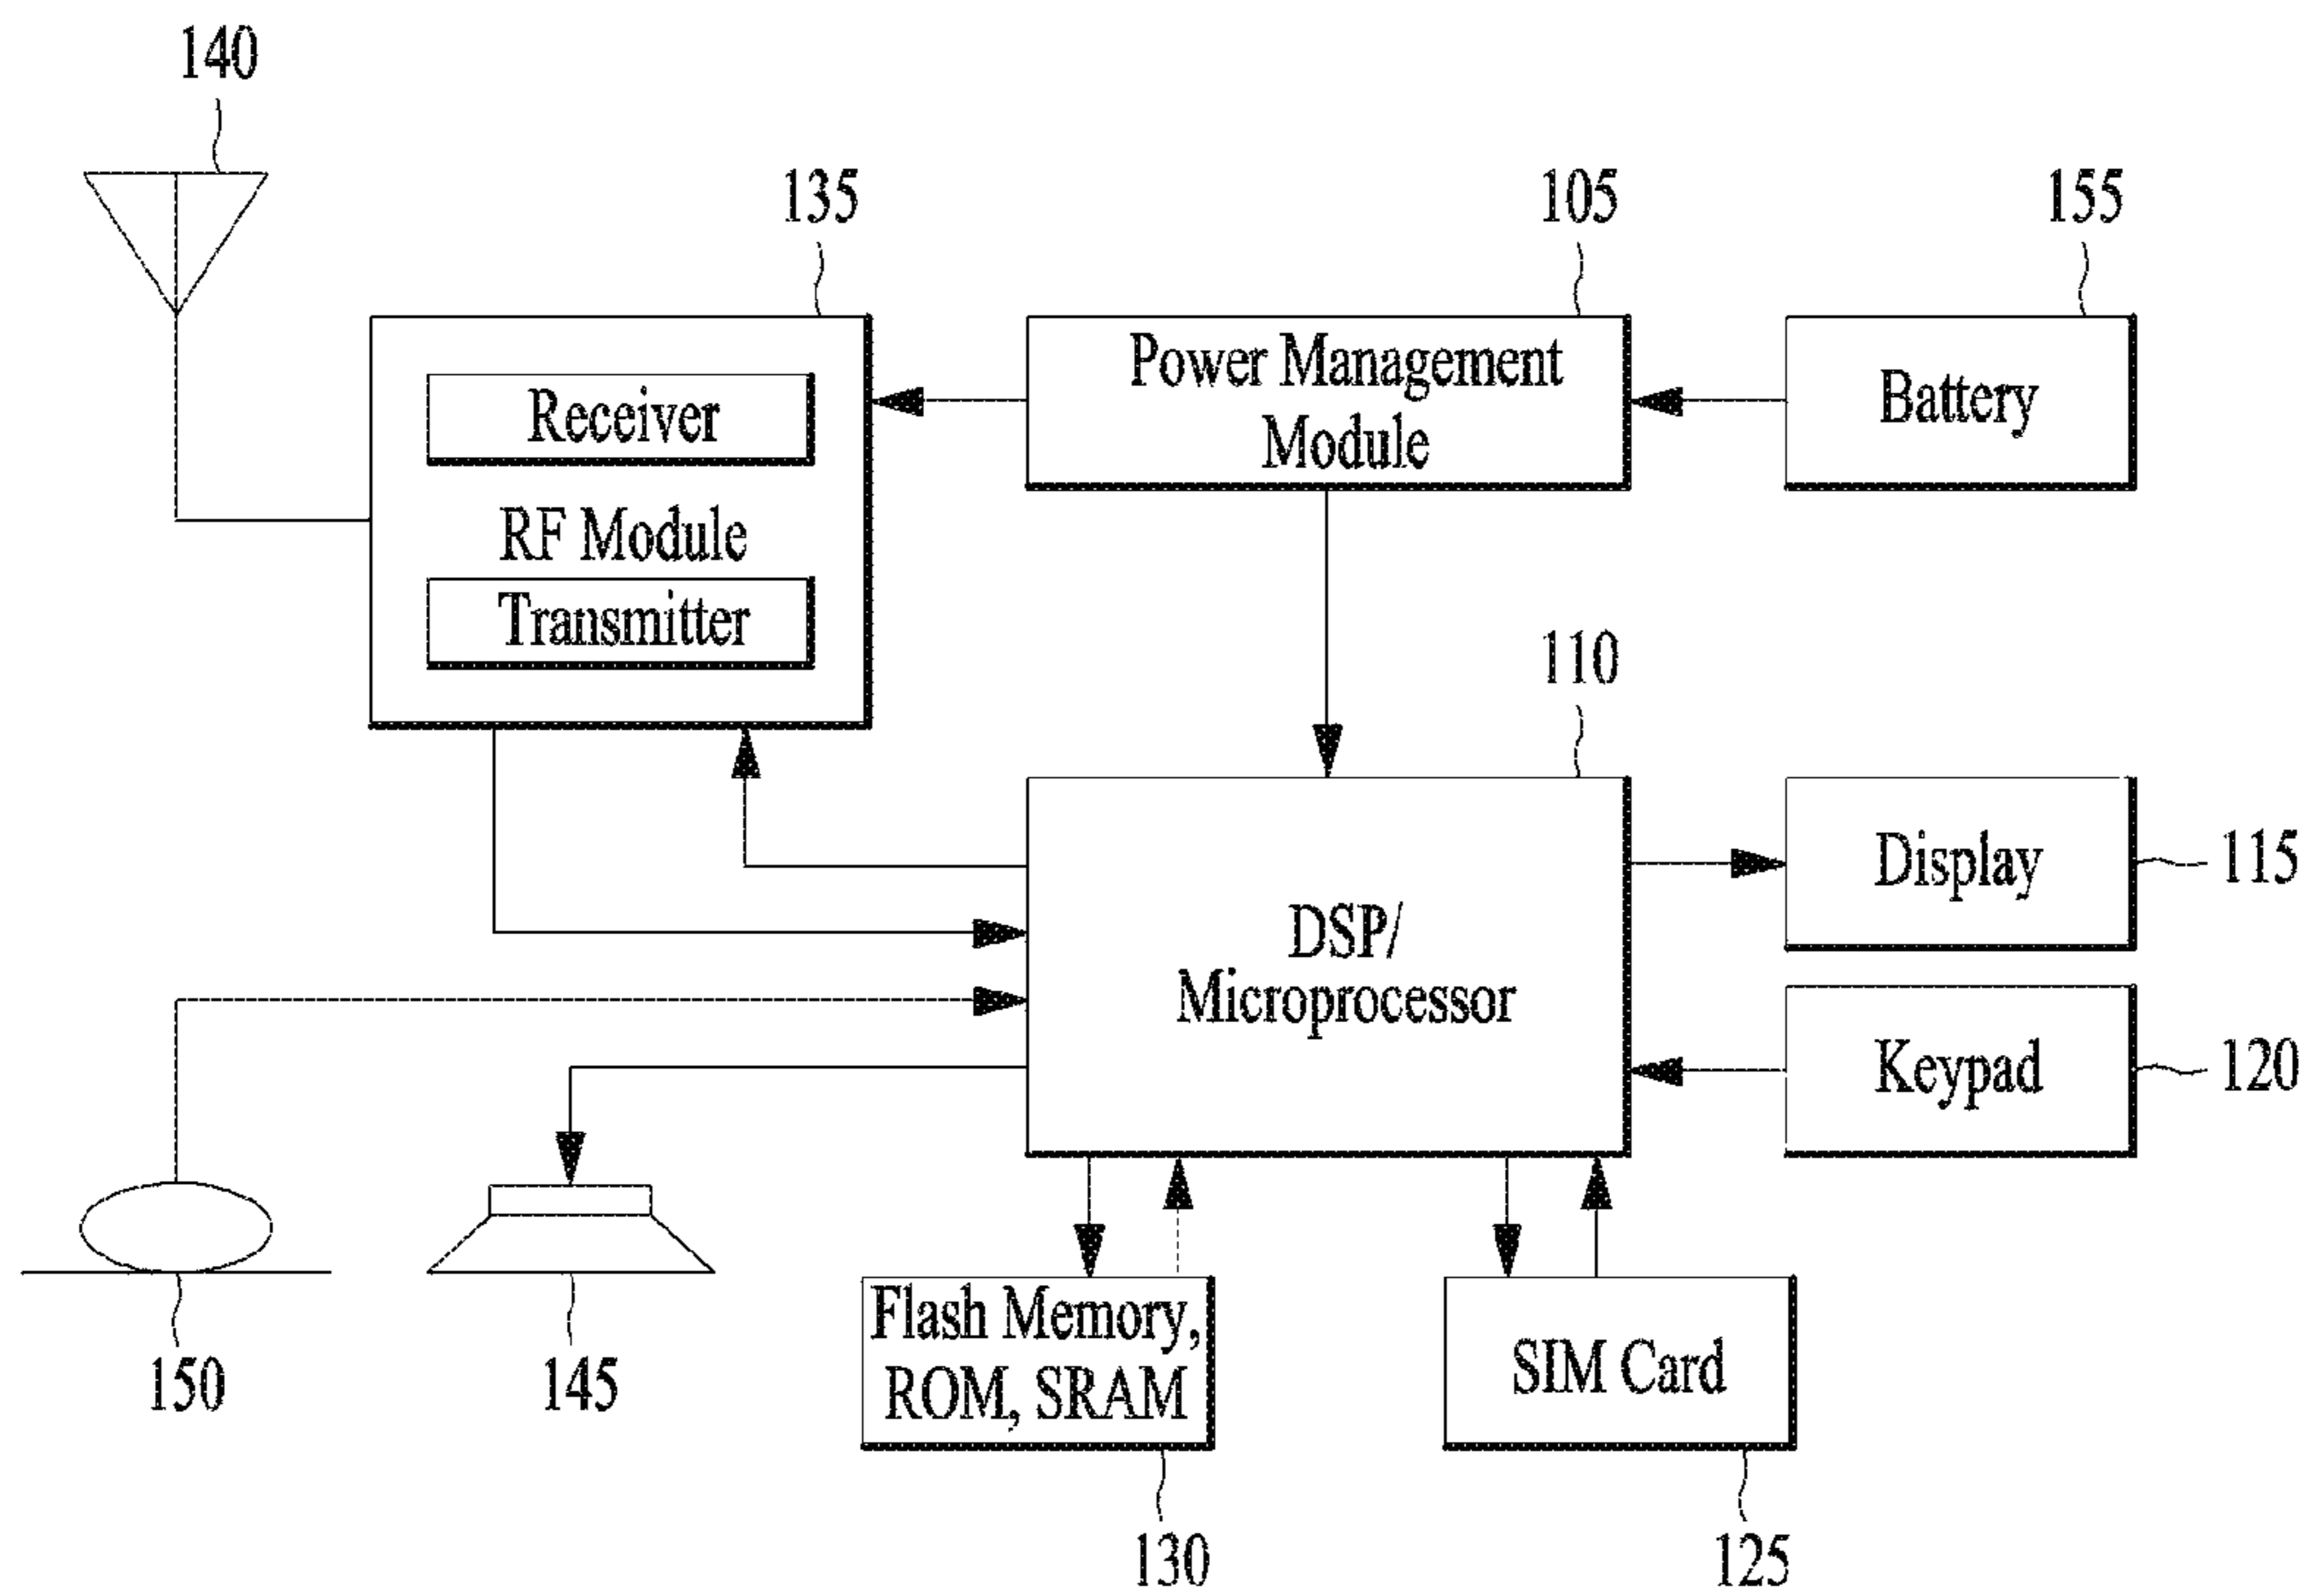 140
135
105
155
Receiver
RF Module
Transmitter
Power Management
Module
Battery
110
DSP/
Microprocessor
Display
115
Keypad
120
150
145
Flash Memory,
ROM, SRAM
SIM Card
130
125